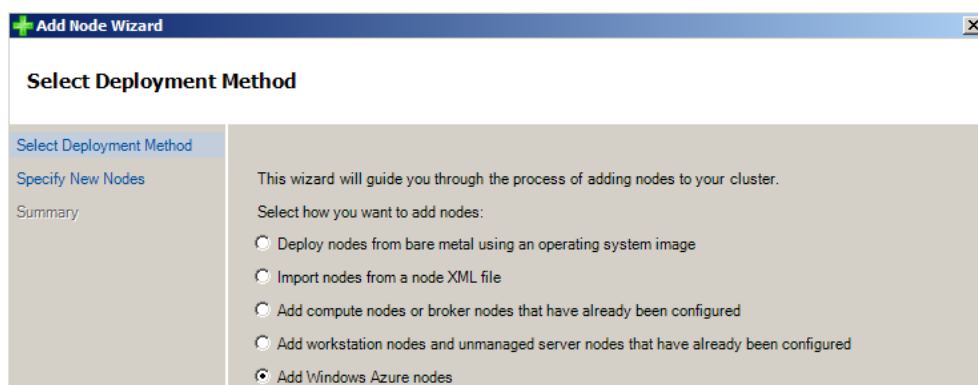 Add Node Wizard
Select Deployment Method
Select Deployment Method
Specify New Nodes
Summary
This wizard will guide you through the process of adding nodes to your cluster.
Select how you want to add nodes:
Deploy nodes from bare metal using an operating system image
Import nodes from a node XML file
Add compute nodes or broker nodes that have already been configured
Add workstation nodes and unmanaged server nodes that have already been configured
Add Windows Azure nodes